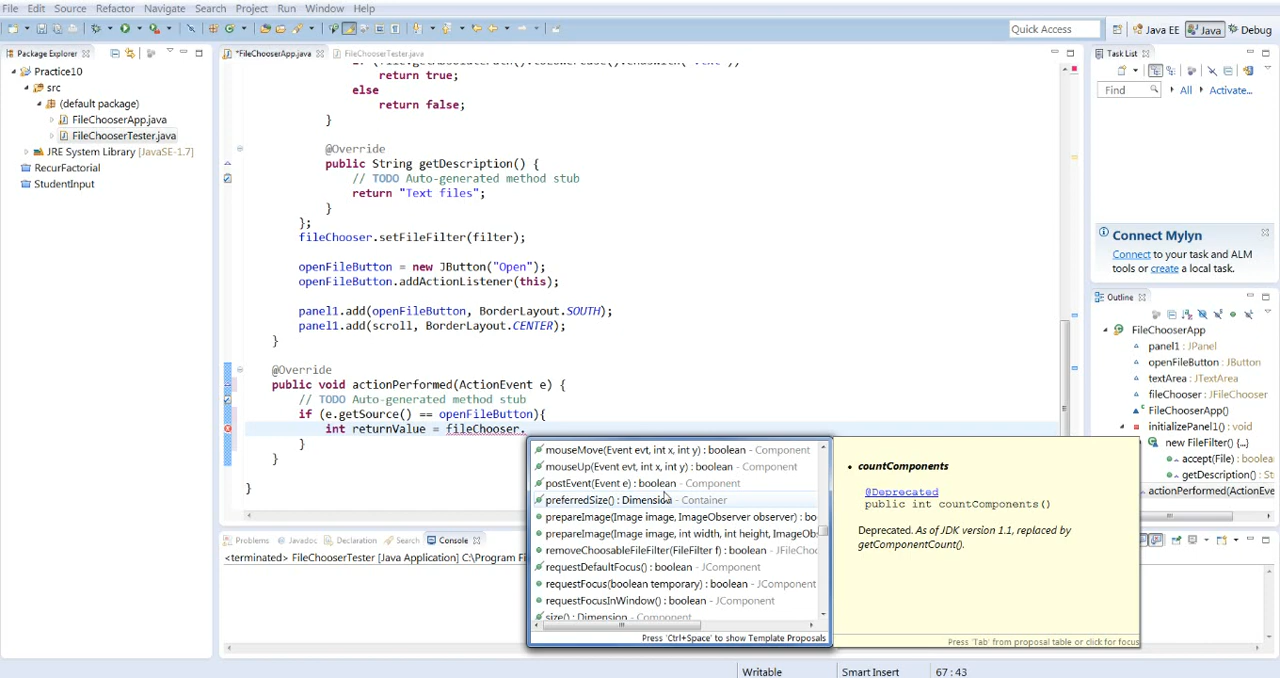 File Edit Source Refactor Navigate Search Project Run Window Help
Quick Access
Java EE
Java
Debug
Package Explorer
*FileChooserApp.java
FileChooserTester.java
Task List
Practice10
src
(default package)
FileChooserApp.java
FileChooserTester.java
JRE System Library [JavaSE-1.7]
RecurFactorial
StudentInput
return true;
else
return false;
}
@Override
public String getDescription() {
// TODO Auto-generated method stub
return "Text files";
}
};
fileChooser.setFileFilter(filter);
openFileButton = new JButton("Open");
openFileButton.addActionListener(this);
panel1.add(openFileButton, BorderLayout.SOUTH);
panel1.add(scroll, BorderLayout.CENTER);
}
@Override
public void actionPerformed(ActionEvent e) {
// TODO Auto-generated method stub
if (e.getSource() == openFileButton){
int returnValue = fileChooser.
}
}
}
Find
All
Activate...
Connect Mylyn
Connect to your task and ALM
tools or create a local task.
Outline
FileChooserApp
panel1 : JPanel
openFileButton : JButton
textArea : JTextArea
fileChooser : JFileChooser
FileChooserApp()
initializePanel1() : void
new FileFilter() {...}
accept(File) : boolea
getDescription() : S
actionPerformed(ActionEve
mouseMove(Event evt, int x, int y) : boolean - Component
mouseUp(Event evt, int x, int y) : boolean - Component
postEvent(Event e) : boolean - Component
preferredSize() : Dimension - Container
prepareImage(Image image, ImageObserver observer) : bo
prepareImage(Image image, int width, int height, ImageObs
removeChoosableFileFilter(FileFilter f) : boolean - JFileChoo
requestDefaultFocus() : boolean - JComponent
requestFocus(boolean temporary) : boolean - JComponent
requestFocusInWindow() : boolean - JComponent
size() : Dimension - Component
Press 'Ctrl+Space' to show Template Proposals
countComponents
@Deprecated
public int countComponents()
Deprecated. As of JDK version 1.1, replaced by
getComponentCount().
Press 'Tab' from proposal table or click for focus
Problems
Javadoc
Declaration
Search
Console
<terminated> FileChooserTester [Java Application] C:\Program F
Writable
Smart Insert
67 : 43